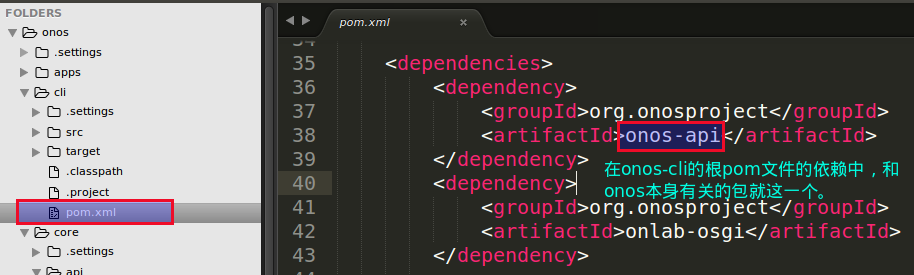 FOLDERS
onos
.settings
apps
cli
.settings
src
target
.classpath
.project
pom.xml
core
.settings
api
pom.xml ×
34
35 <dependencies>
36 <dependency>
37 <groupId>org.onosproject</groupId>
38 <artifactId>onos-api</artifactId>
39 </dependency>
40 <dependency>
41 <groupId>org.onosproject</groupId>
42 <artifactId>onlab-osgi</artifactId>
43 </dependency>
在onos-cli的根pom文件的依赖中，和
onos本身有关的包就这一个。